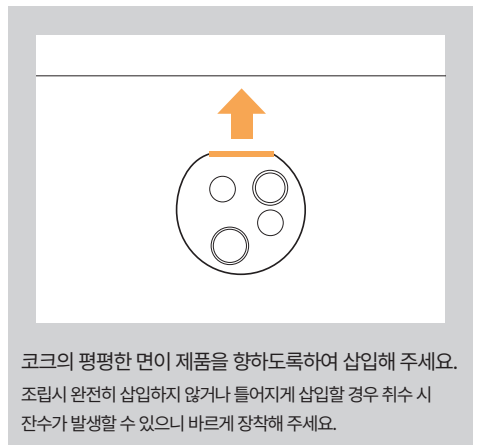 코크의 평평한 면이 제품을 향하도록하여 삽입해 주세요.
조립시 완전히 삽입하지 않거나 틀어지게 삽입할 경우 취수 시
잔수가 발생할 수 있으니 바르게 장착해 주세요.